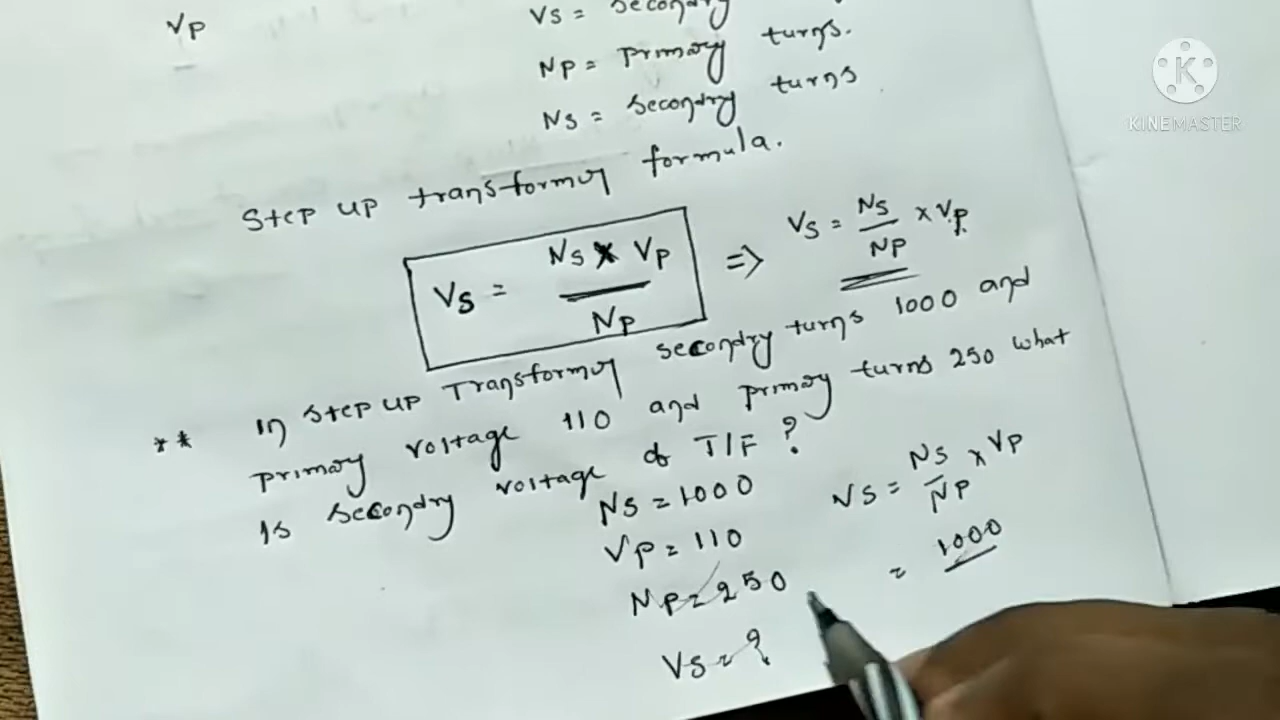 Vp
Vs = Secondry
Np = Primary turns.
Ns = Secondry turns
KINEMASTER
Step up transformer formula.
Vs = Ns x Vp / Np => Vs = Ns / Np x Vp
** In Step up Transformer secondry turns 1000 and
primary voltage 110 and primary turns 250 what
is secondry voltage of T/F ?
Ns = 1000
Vp = 110
Np = 250
Vs = ?
Vs = Ns / Np x Vp
= 1000